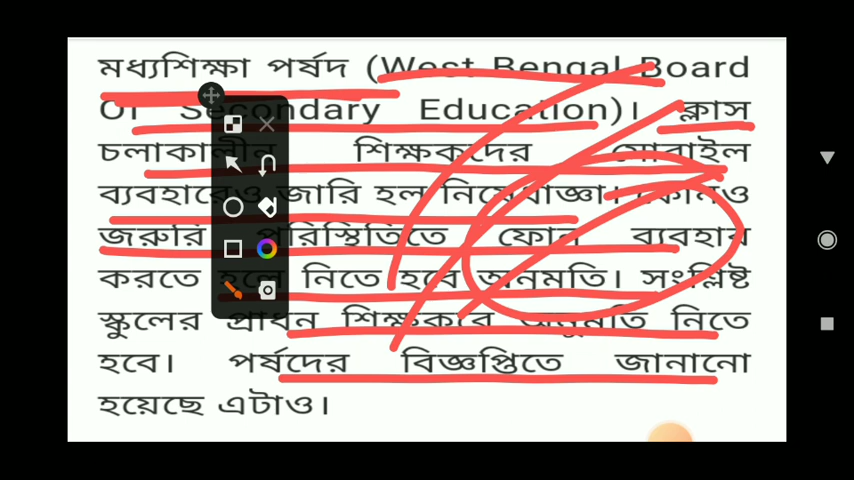 মধ্যশিক্ষা পর্ষদ (West Bengal Board
Of Secondary Education)। ক্লাস
চলাকালীন শিক্ষকদের মোবাইল
ব্যবহারেও জারি হল নিষেধাজ্ঞা। কোনও
জরুরি পরিস্থিতিতে ফোন ব্যবহার
করতে হলে নিতে হবে অনুমতি। সংশ্লিষ্ট
স্কুলের প্রধান শিক্ষকের অনুমতি নিতে
হবে। পর্ষদের বিজ্ঞপ্তিতে জানানো
হয়েছে এটাও।